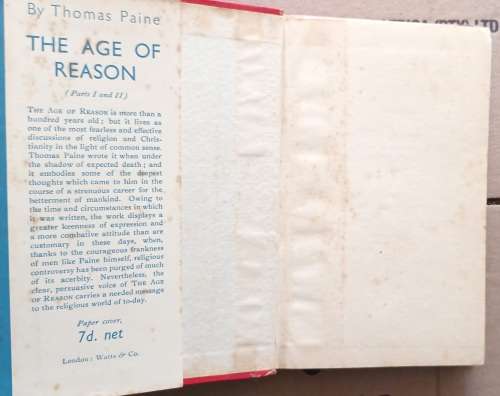 By Thomas Paine
THE AGE OF
REASON
(Parts I and II)
THE AGE OF REASON is more than a
hundred years old; but it lives as
one of the most fearless and effective
discussions of religion and Chris-
tianity in the light of common sense.
Thomas Paine wrote it when under
the shadow of expected death; and
it embodies some of the deepest
thoughts which came to him in the
course of a strenuous career for the
betterment of mankind. Owing to
the time and circumstances in which
it was written, the work displays a
greater keenness of expression and
a more combative attitude than are
customary in these days, when,
thanks to the courageous frankness
of men like Paine himself, religious
controversy has been purged of much
of its acerbity. Nevertheless, the
clear, persuasive voice of THE AGE
OF REASON carries a needed message
to the religious world of to-day.
Paper cover,
7d. net
London: Watts & Co.
(PTY) LTD